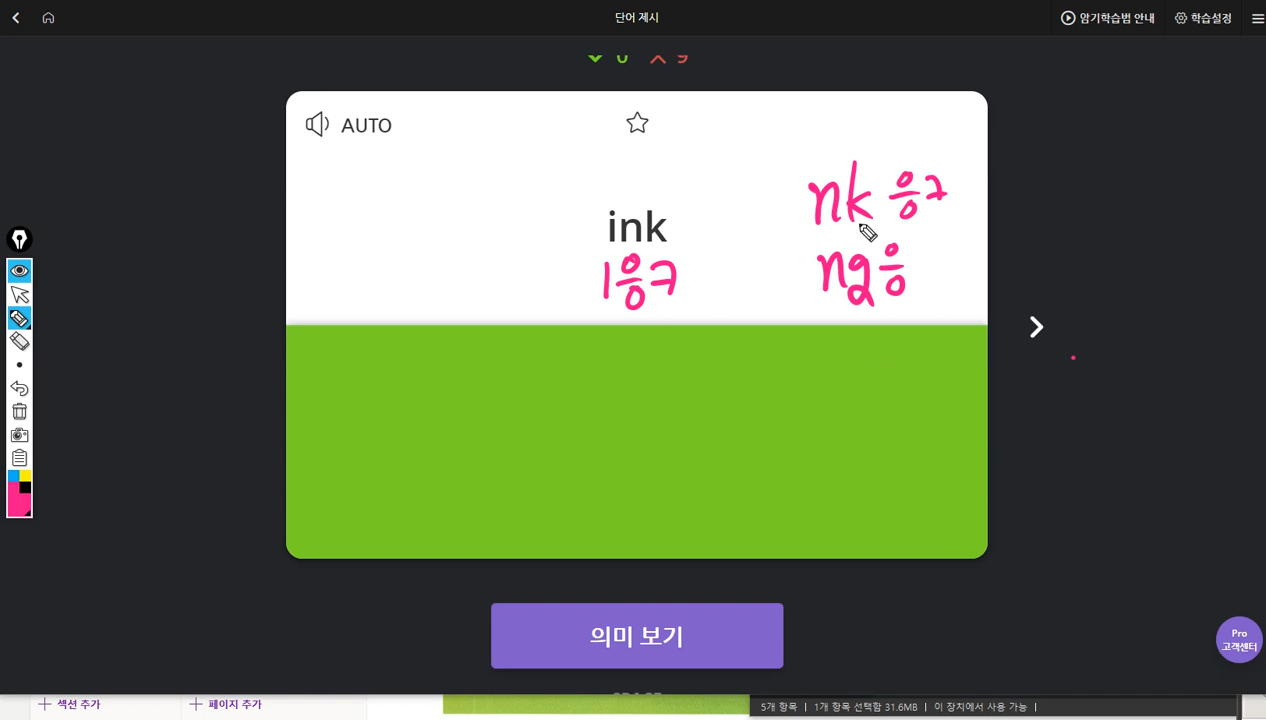 단어 제시
암기학습법 안내
학습설정
AUTO
ink
ㅣ응ㅋ
nk 응ㅋ
ng 응
의미 보기
Pro
고객센터
섹션 추가
페이지 추가
5개 항목 | 1개 항목 선택함 31.6MB | 이 장치에서 사용 가능 |